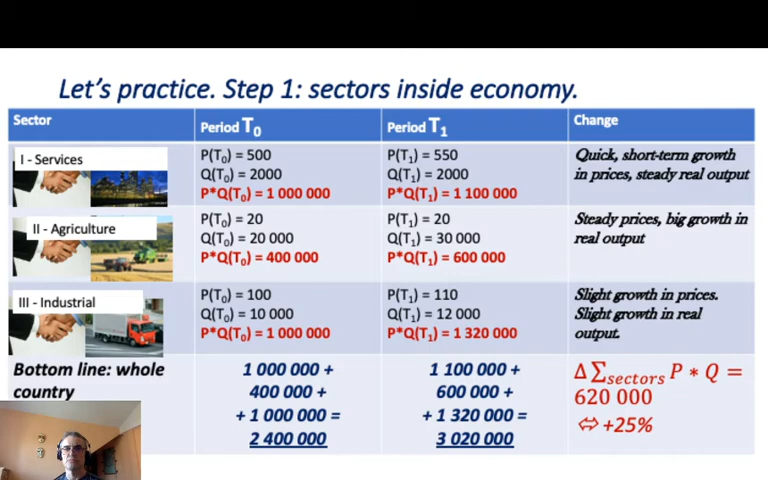 Let's practice. Step 1: sectors inside economy.
Sector
Period T₀
Period T₁
Change
I - Services
P(T₀) = 500
Q(T₀) = 2000
P*Q(T₀) = 1 000 000
P(T₁) = 550
Q(T₁) = 2000
P*Q(T₁) = 1 100 000
Quick, short-term growth
in prices, steady real output
II - Agriculture
P(T₀) = 20
Q(T₀) = 20 000
P*Q(T₀) = 400 000
P(T₁) = 20
Q(T₁) = 30 000
P*Q(T₁) = 600 000
Steady prices, big growth in
real output
III - Industrial
P(T₀) = 100
Q(T₀) = 10 000
P*Q(T₀) = 1 000 000
P(T₁) = 110
Q(T₁) = 12 000
P*Q(T₁) = 1 320 000
Slight growth in prices.
Slight growth in real
output.
Bottom line: whole
country
1 000 000 +
400 000 +
+ 1 000 000 =
2 400 000
1 100 000 +
600 000 +
+ 1 320 000 =
3 020 000
Δ∑sectors P * Q =
620 000
⇔ +25%